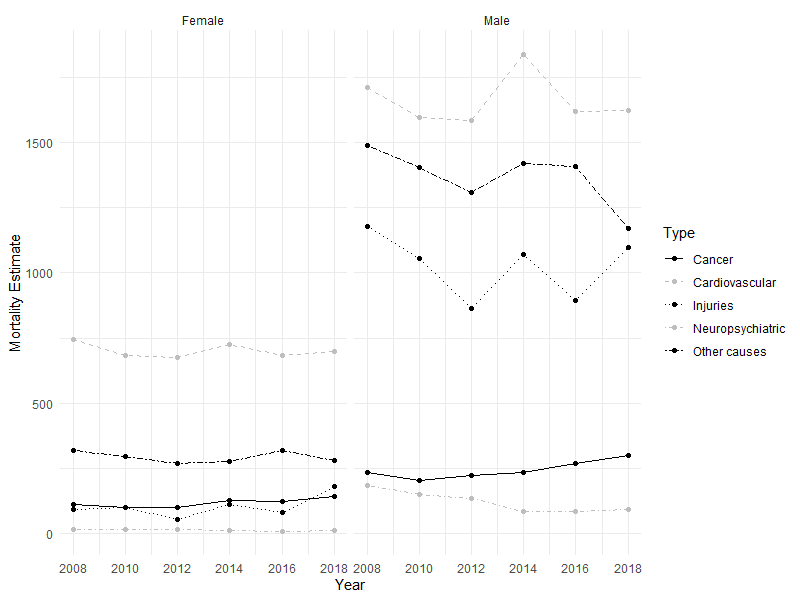 Female
Male
Mortality Estimate
1500
1000
500
0
2008 2010 2012 2014 2016 2018
2008 2010 2012 2014 2016 2018
Year
Type
Cancer
Cardiovascular
Injuries
Neuropsychiatric
Other causes